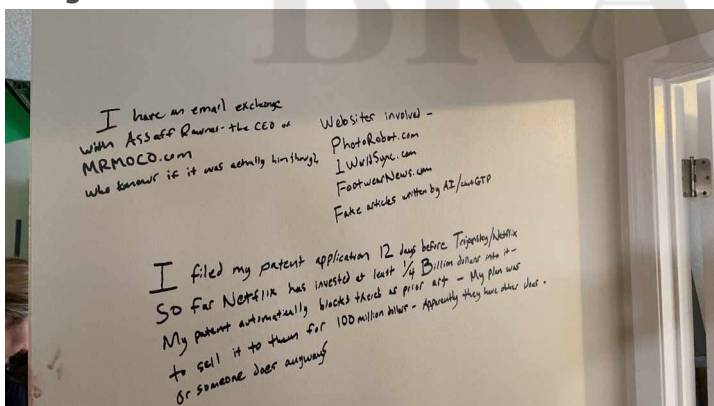 BRA
I have an email exchange
with Assaff Rawner - the CEO of
MRMOCO.com
who knows if it was actually him though,
Websites involved -
PhotoRobot.com
1WorldSync.com
FootwearNews.com
Fake articles written by AI/chatGTP
I filed my patent application 12 days before Tripersky/Netflix
So far Netflix has invested at least 1/4 Billion dollars into it -
My patent automatically blocks theirs as prior art - My plan was
to sell it to them for 100 million dollars - Apparently they have other ideas -
Or someone does anyways